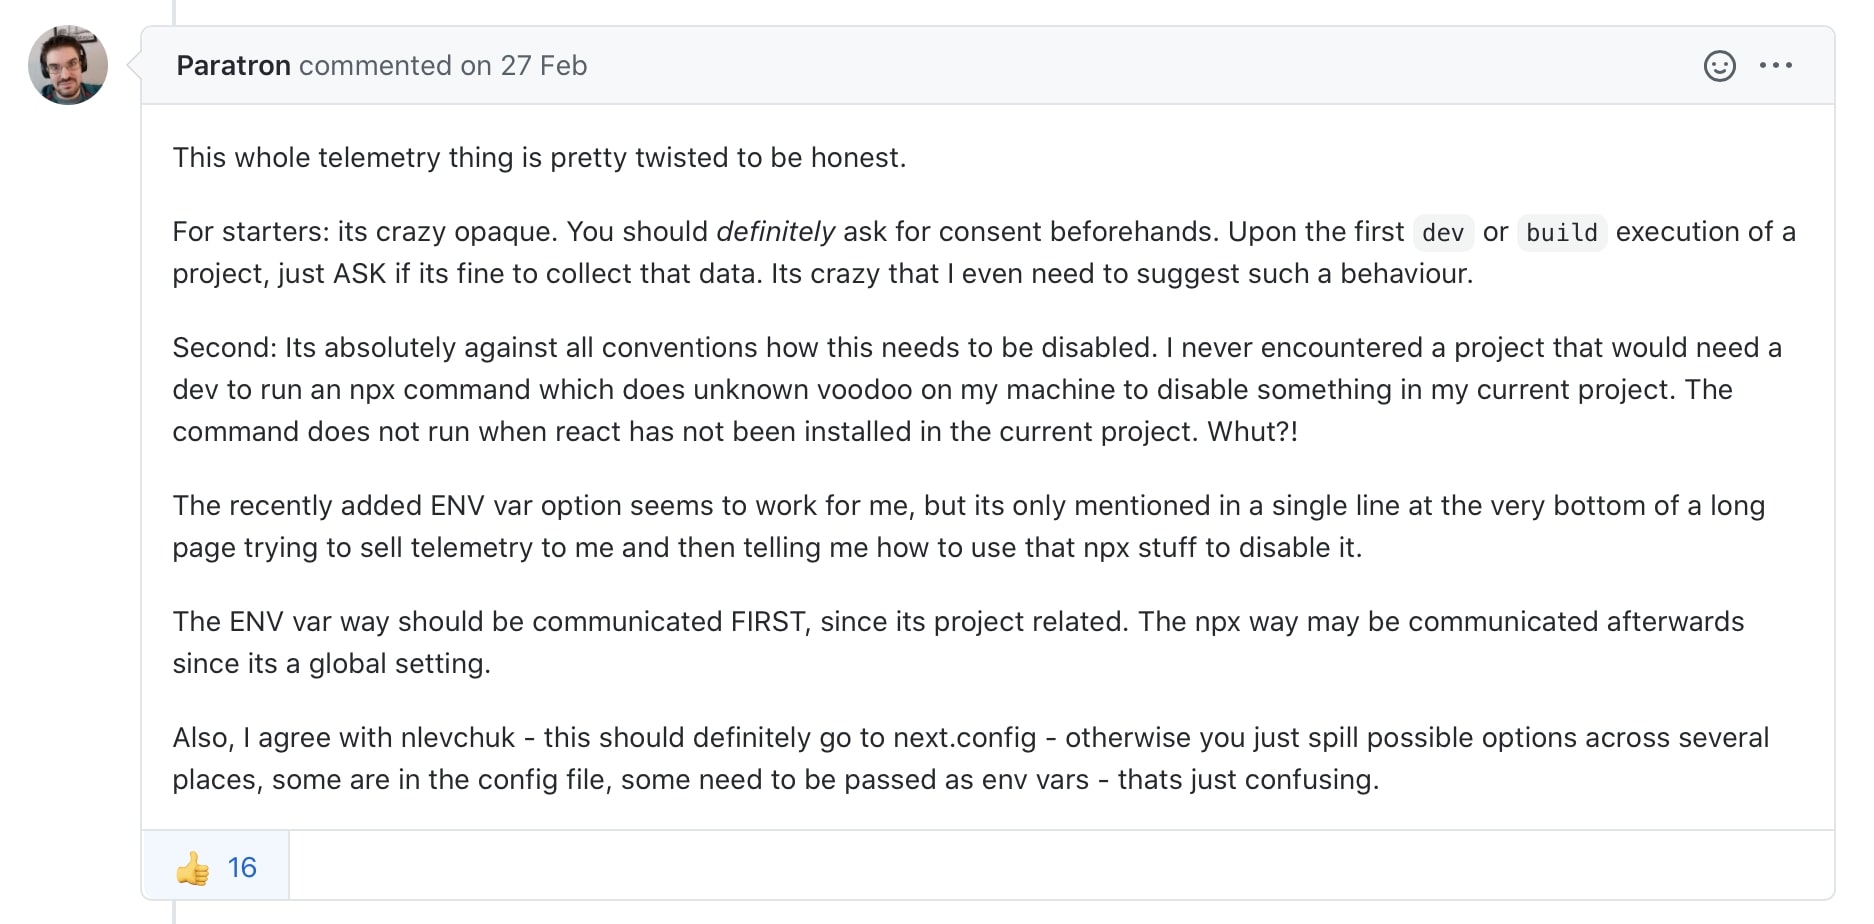 Paratron commented on 27 Feb
This whole telemetry thing is pretty twisted to be honest.
For starters: its crazy opaque. You should definitely ask for consent beforehands. Upon the first dev or build execution of a
project, just ASK if its fine to collect that data. Its crazy that I even need to suggest such a behaviour.
Second: Its absolutely against all conventions how this needs to be disabled. I never encountered a project that would need a
dev to run an npx command which does unknown voodoo on my machine to disable something in my current project. The
command does not run when react has not been installed in the current project. Whut?!
The recently added ENV var option seems to work for me, but its only mentioned in a single line at the very bottom of a long
page trying to sell telemetry to me and then telling me how to use that npx stuff to disable it.
The ENV var way should be communicated FIRST, since its project related. The npx way may be communicated afterwards
since its a global setting.
Also, I agree with nlevchuk - this should definitely go to next.config - otherwise you just spill possible options across several
places, some are in the config file, some need to be passed as env vars - thats just confusing.
👍 16